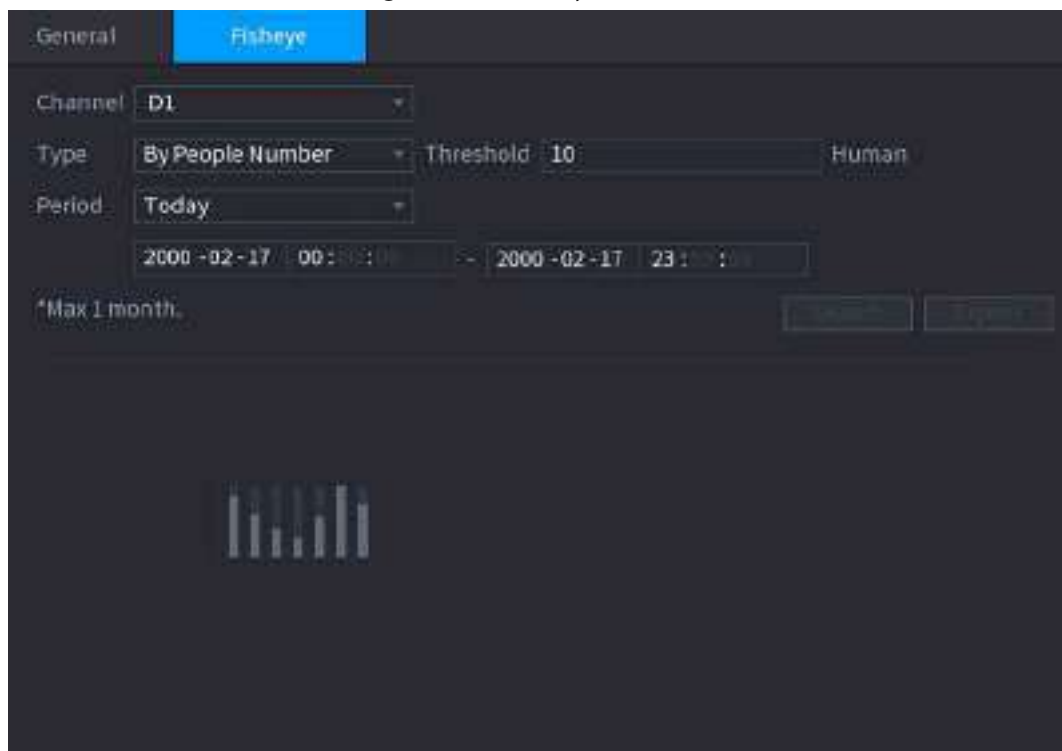 General Fisheye
Channel D1
Type By People Number Threshold 10 Human
Period Today
2000 -02 -17 00 : : - 2000 -02 -17 23 : :
*Max 1 month.